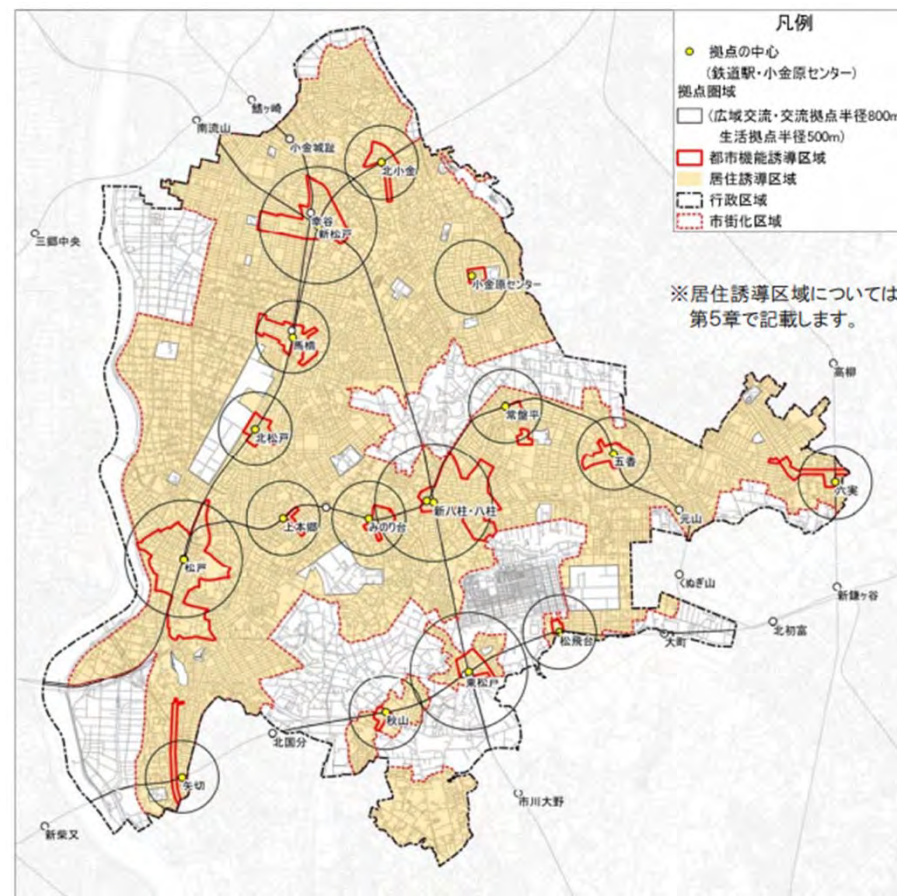 凡例
拠点の中心
(鉄道駅・小金原センター)
拠点圏域
(広域交流・交流拠点半径800m
生活拠点半径500m)
都市機能誘導区域
居住誘導区域
行政区域
市街化区域
※居住誘導区域については
第5章で記載します。
鰭ヶ崎
南流山
小金城趾
北小金
幸谷
新松戸
三郷中央
小金原センター
馬橋
高柳
常盤平
北松戸
五香
六実
新八柱・八柱
上本郷
みのり台
元山
松戸
くぬぎ山
新鎌ヶ谷
松飛台
大町
北初富
東松戸
秋山
北国分
矢切
市川大野
新柴又